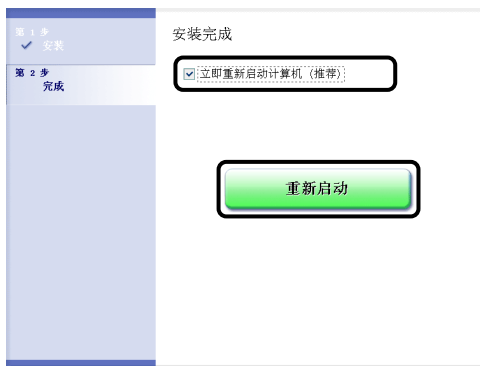 第 1 步
安装
第 2 步
完成
安装完成
立即重新启动计算机（推荐）
重新启动